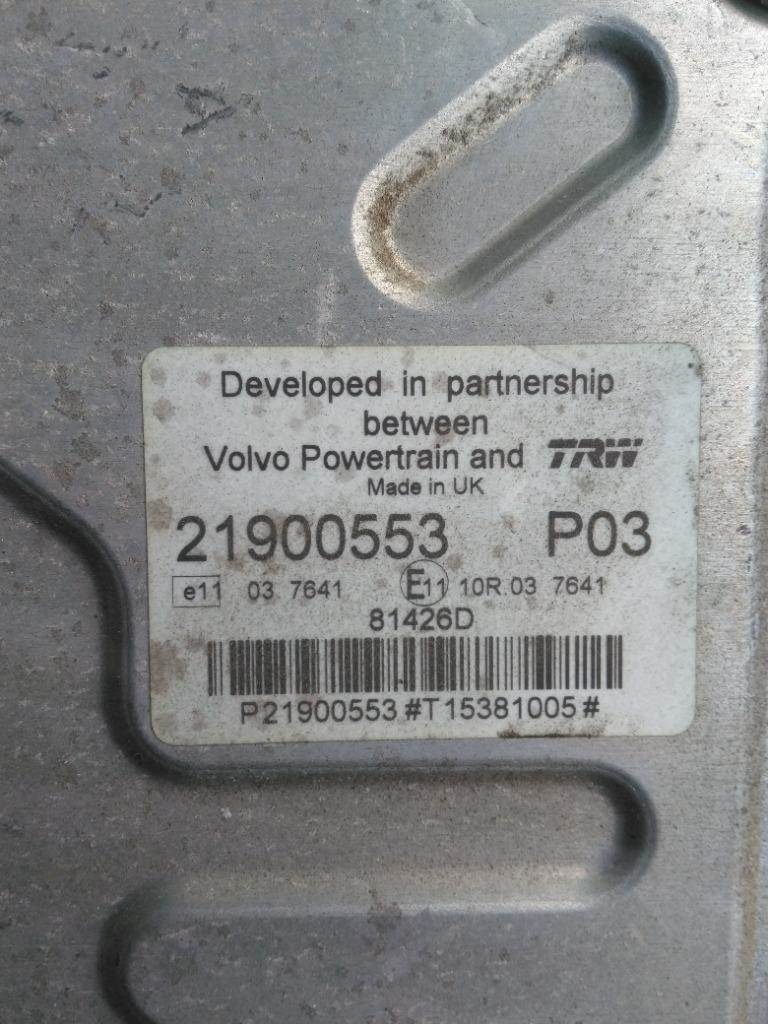 Developed in partnership
between
Volvo Powertrain and TRW
Made in UK
21900553 P03
e11 03 7641 E11 10R.03 7641
81426D
P21900553#T15381005#